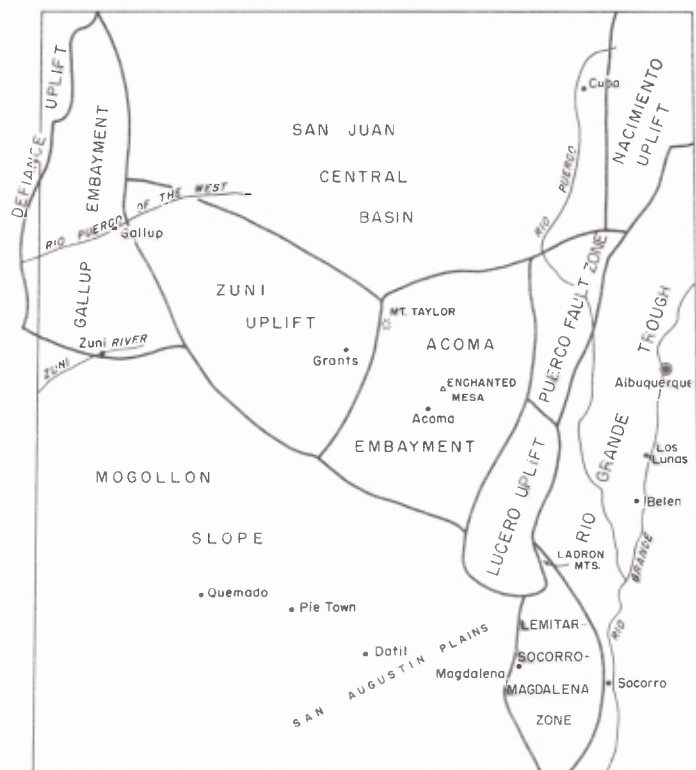 DEFIANCE UPLIFT
GALLUP EMBAYMENT
SAN JUAN
CENTRAL
BASIN
Cuba
NACIMIENTO
UPLIFT
RIO PUERCO
RIO PUERCO OF THE WEST
Gallup
ZUNI
UPLIFT
Grants
MT. TAYLOR
ACOMA
ENCHANTED
MESA
Acoma
EMBAYMENT
PUERCO FAULT ZONE
RIO GRANDE TROUGH
Albuquerque
Los
Lunas
Belen
Zuni
ZUNI RIVER
MOGOLLON
SLOPE
LUCERO UPLIFT
LADRON
MTS.
RIO GRANDE
Quemado
Pie Town
Datil
SAN AUGUSTIN PLAINS
Magdalena
LEMITAR-
SOCORRO-
MAGDALENA
ZONE
Socorro